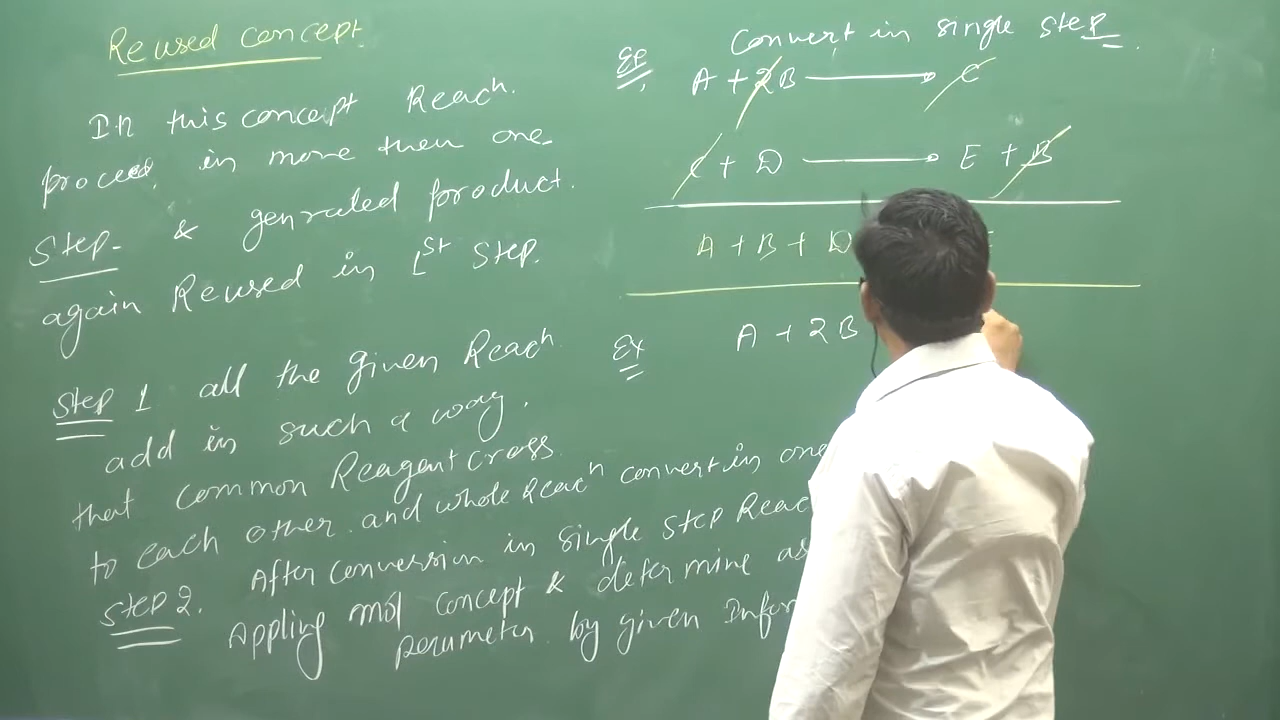 Reused concept
In this concept Reach.
proceed in more then one
Step- & genrated product.
again Reused in 1st Step.
Step 1 all the given Reach
add in such a way,
that common Reagent cross
to each other. and whole Reacn convert in one
Step 2. After conversion in single step Reac
Appling mol concept & determine as
perameter. by given Infor
Convert in single step
Ex,
A + 2B ⟶ C
C + D ⟶ E + B
A + B + D
Ex
A + 2B